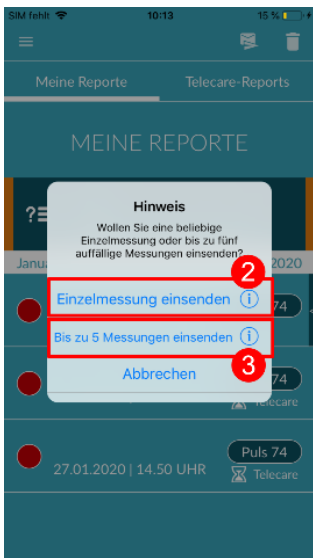 SIM fehlt 10:13 15 %
Meine Reporte Telecare-Reports
MEINE REPORTE
?
Hinweis
Wollen Sie eine beliebige
Einzelmessung oder bis zu fünf
auffällige Messungen einsenden?
2
Janu 2020
Einzelmessung einsenden i
74
Bis zu 5 Messungen einsenden i
3
Abbrechen
74
Telecare
Puls 74
27.01.2020 | 14.50 UHR Telecare